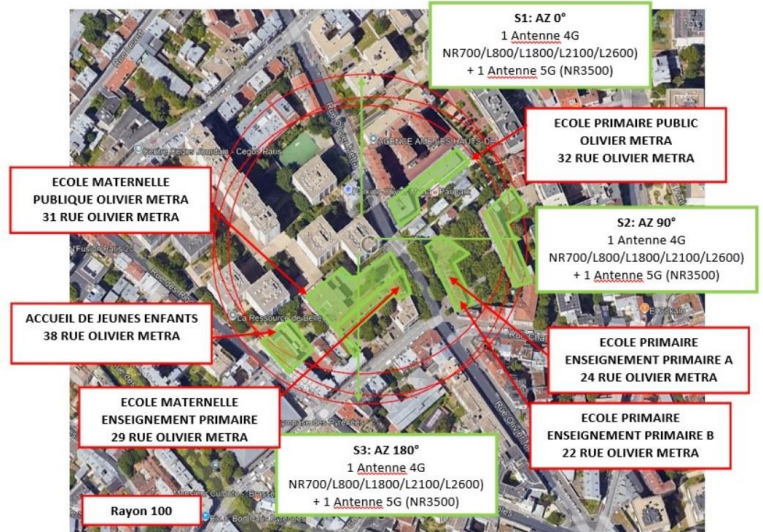 S1: AZ 0°
1 Antenne 4G
NR700/L800/L1800/L2100/L2600)
+ 1 Antenne 5G (NR3500)
ECOLE PRIMAIRE PUBLIC
OLIVIER METRA
32 RUE OLIVIER METRA
ECOLE MATERNELLE
PUBLIQUE OLIVIER METRA
31 RUE OLIVIER METRA
S2: AZ 90°
1 Antenne 4G
NR700/L800/L1800/L2100/L2600)
+ 1 Antenne 5G (NR3500)
ACCUEIL DE JEUNES ENFANTS
38 RUE OLIVIER METRA
La Ressource de Belle
ECOLE PRIMAIRE
ENSEIGNEMENT PRIMAIRE A
24 RUE OLIVIER METRA
ECOLE MATERNELLE
ENSEIGNEMENT PRIMAIRE
29 RUE OLIVIER METRA
ECOLE PRIMAIRE
ENSEIGNEMENT PRIMAIRE B
22 RUE OLIVIER METRA
S3: AZ 180°
1 Antenne 4G
NR700/L800/L1800/L2100/L2600)
+ 1 Antenne 5G (NR3500)
Rayon 100